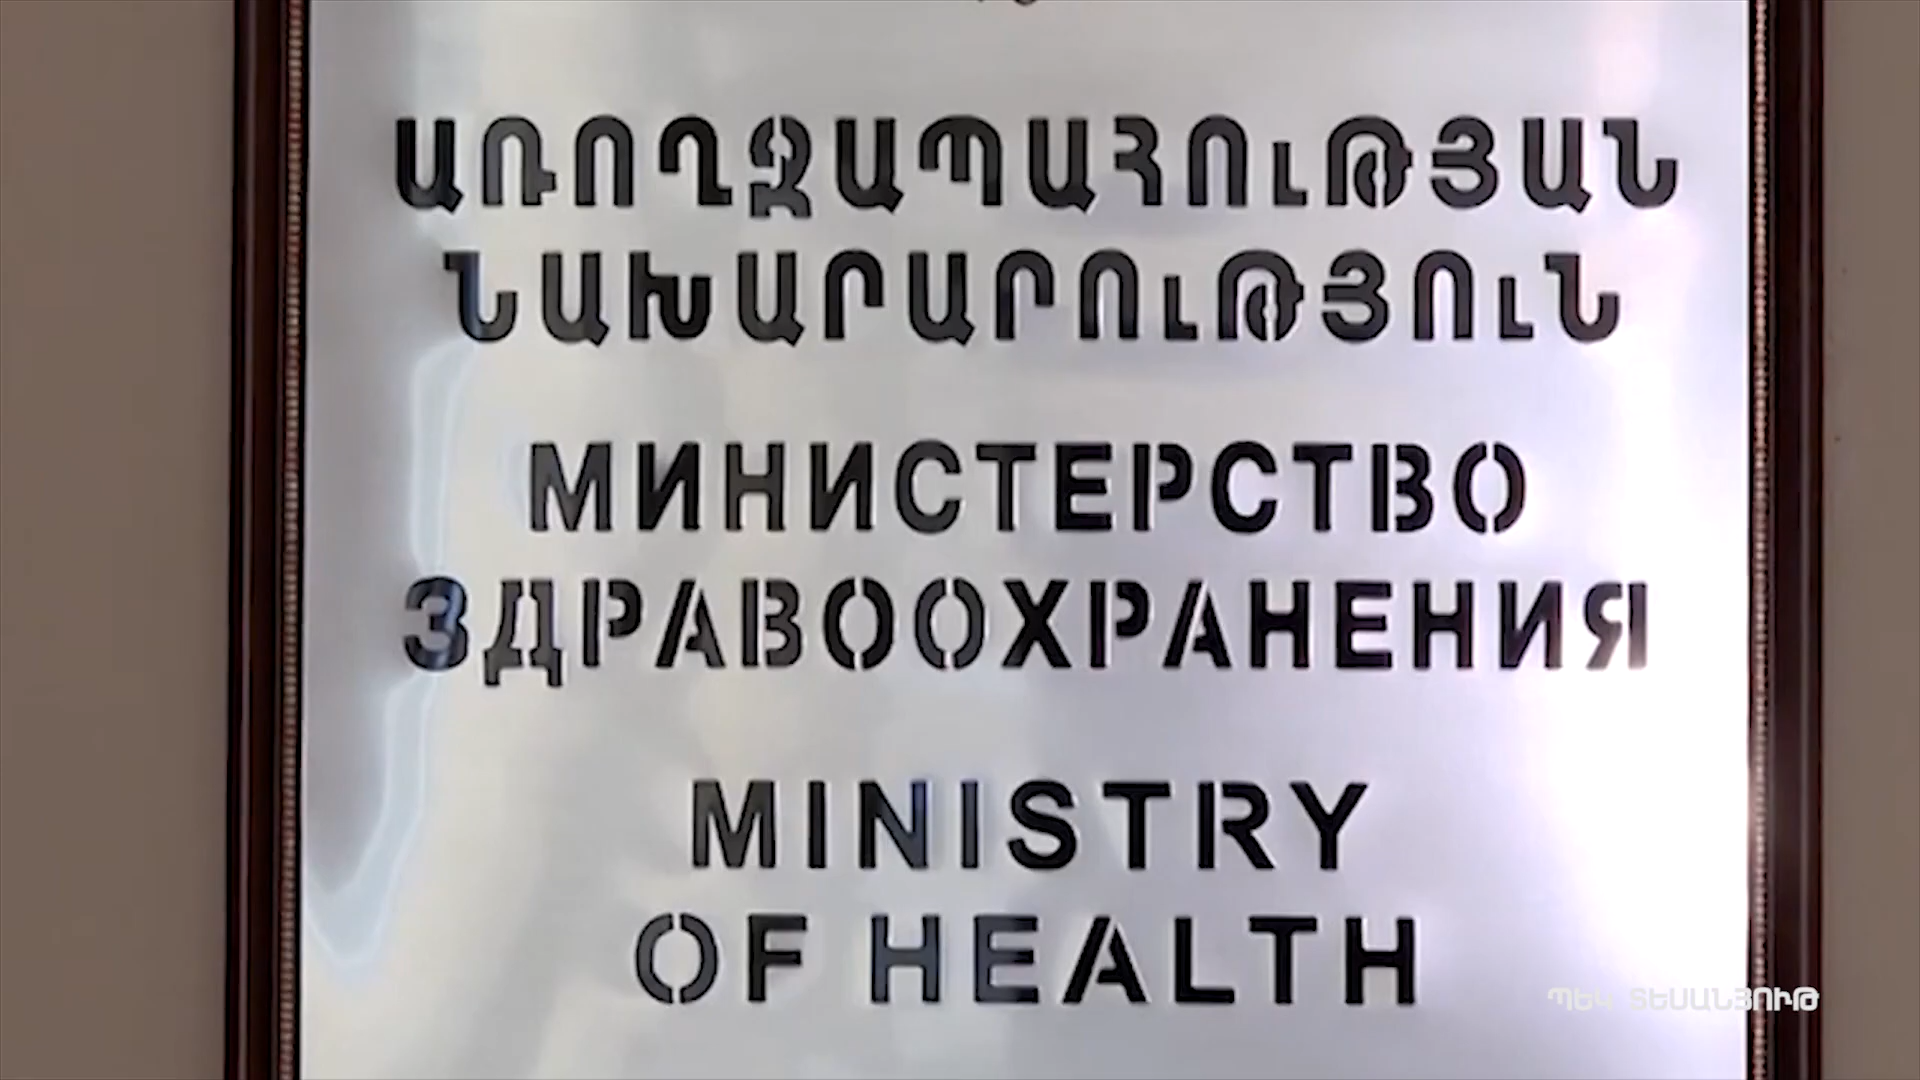 ԱՌՈՂՋԱՊԱՀՈւԹՅԱՆ
ՆԱԽԱՐԱՐՈւԹՅՈւՆ
МИНИСТЕРСТВО
ЗДРАВООХРАНЕНИЯ
MINISTRY
OF HEALTH
ՊԵԿ ՏԵՍԱՆՅՈՒԹ